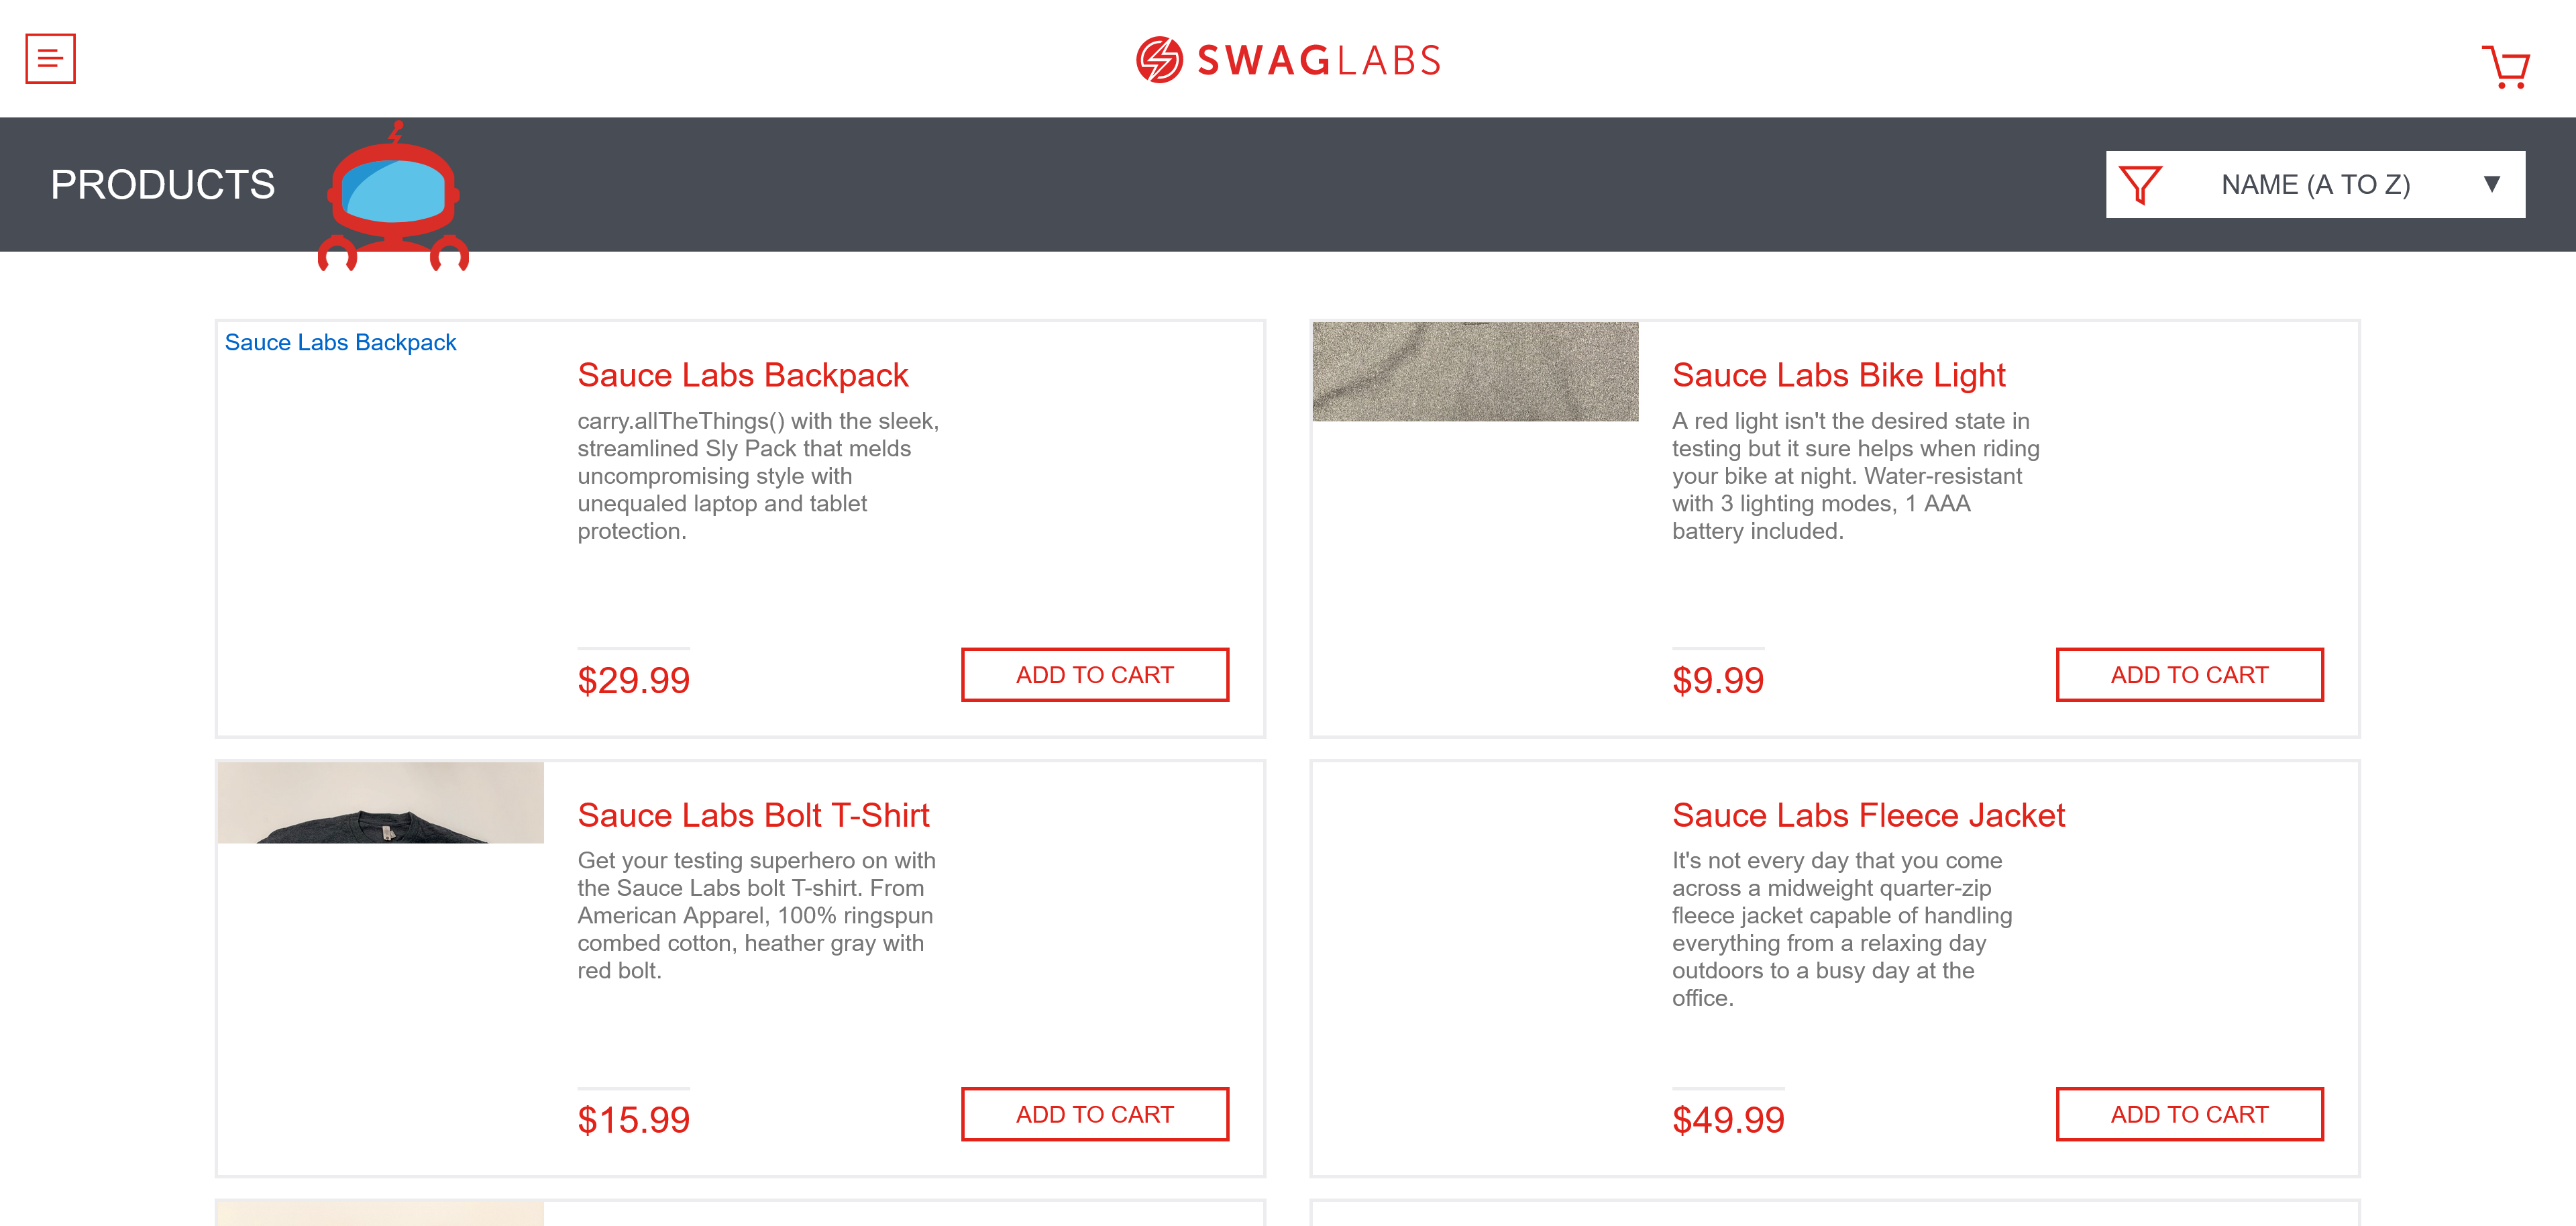 SWAGLABS
PRODUCTS
NAME (A TO Z)
Sauce Labs Backpack
Sauce Labs Backpack
carry.allTheThings() with the sleek,
streamlined Sly Pack that melds
uncompromising style with
unequaled laptop and tablet
protection.
$29.99
ADD TO CART
Sauce Labs Bike Light
A red light isn't the desired state in
testing but it sure helps when riding
your bike at night. Water-resistant
with 3 lighting modes, 1 AAA
battery included.
$9.99
ADD TO CART
Sauce Labs Bolt T-Shirt
Get your testing superhero on with
the Sauce Labs bolt T-shirt. From
American Apparel, 100% ringspun
combed cotton, heather gray with
red bolt.
$15.99
ADD TO CART
Sauce Labs Fleece Jacket
It's not every day that you come
across a midweight quarter-zip
fleece jacket capable of handling
everything from a relaxing day
outdoors to a busy day at the
office.
$49.99
ADD TO CART